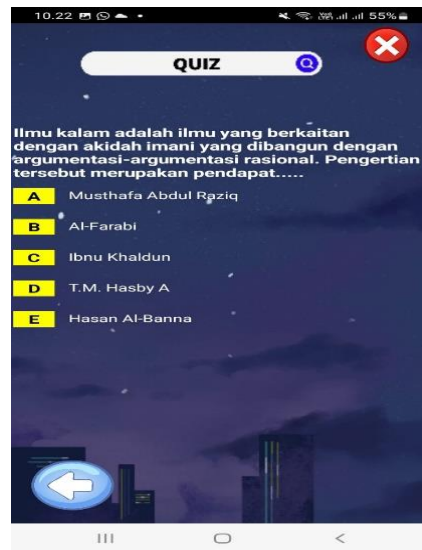 10.22
55%
QUIZ
Ilmu kalam adalah ilmu yang berkaitan
dengan akidah imani yang dibangun dengan
argumentasi-argumentasi rasional. Pengertian
tersebut merupakan pendapat.....
A Musthafa Abdul Raziq
B Al-Farabi
C Ibnu Khaldun
D T.M. Hasby A
E Hasan Al-Banna